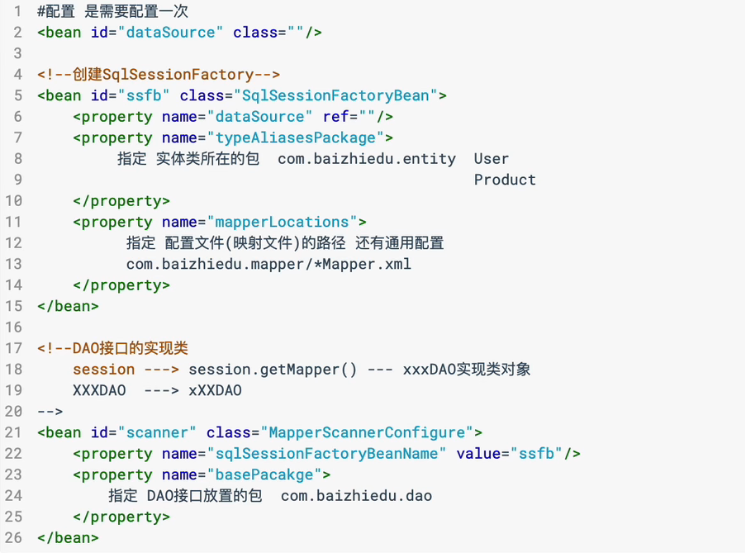 1 #配置 是需要配置一次
2 <bean id="dataSource" class=""/>
3
4 <!--创建SqlSessionFactory-->
5 <bean id="ssfb" class="SqlSessionFactoryBean">
6     <property name="dataSource" ref=""/>
7     <property name="typeAliasesPackage">
8          指定 实体类所在的包  com.baizhiedu.entity  User
9                                                 Product
10     </property>
11     <property name="mapperLocations">
12           指定 配置文件(映射文件)的路径 还有通用配置
13           com.baizhiedu.mapper/*Mapper.xml
14     </property>
15 </bean>
16
17 <!--DAO接口的实现类
18     session ---> session.getMapper() --- xxxDAO实现类对象
19     XXXDAO  ---> xXXDAO
20 -->
21 <bean id="scanner" class="MapperScannerConfigure">
22     <property name="sqlSessionFactoryBeanName" value="ssfb"/>
23     <property name="basePacakge">
24         指定 DAO接口放置的包  com.baizhiedu.dao
25     </property>
26 </bean>